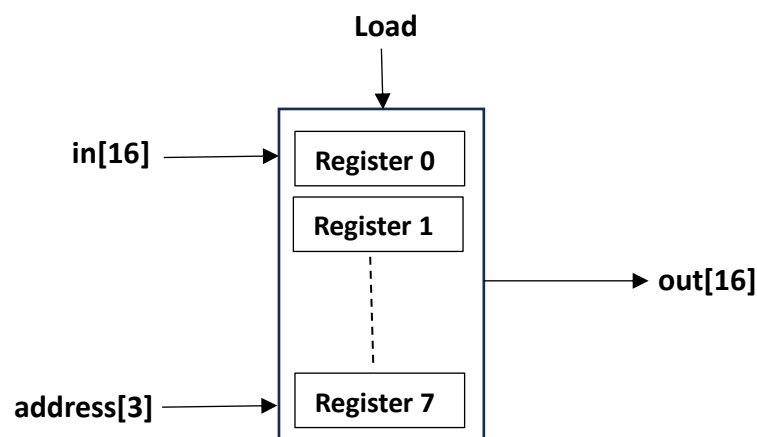 Load
in[16]
Register 0
Register 1
out[16]
address[3]
Register 7